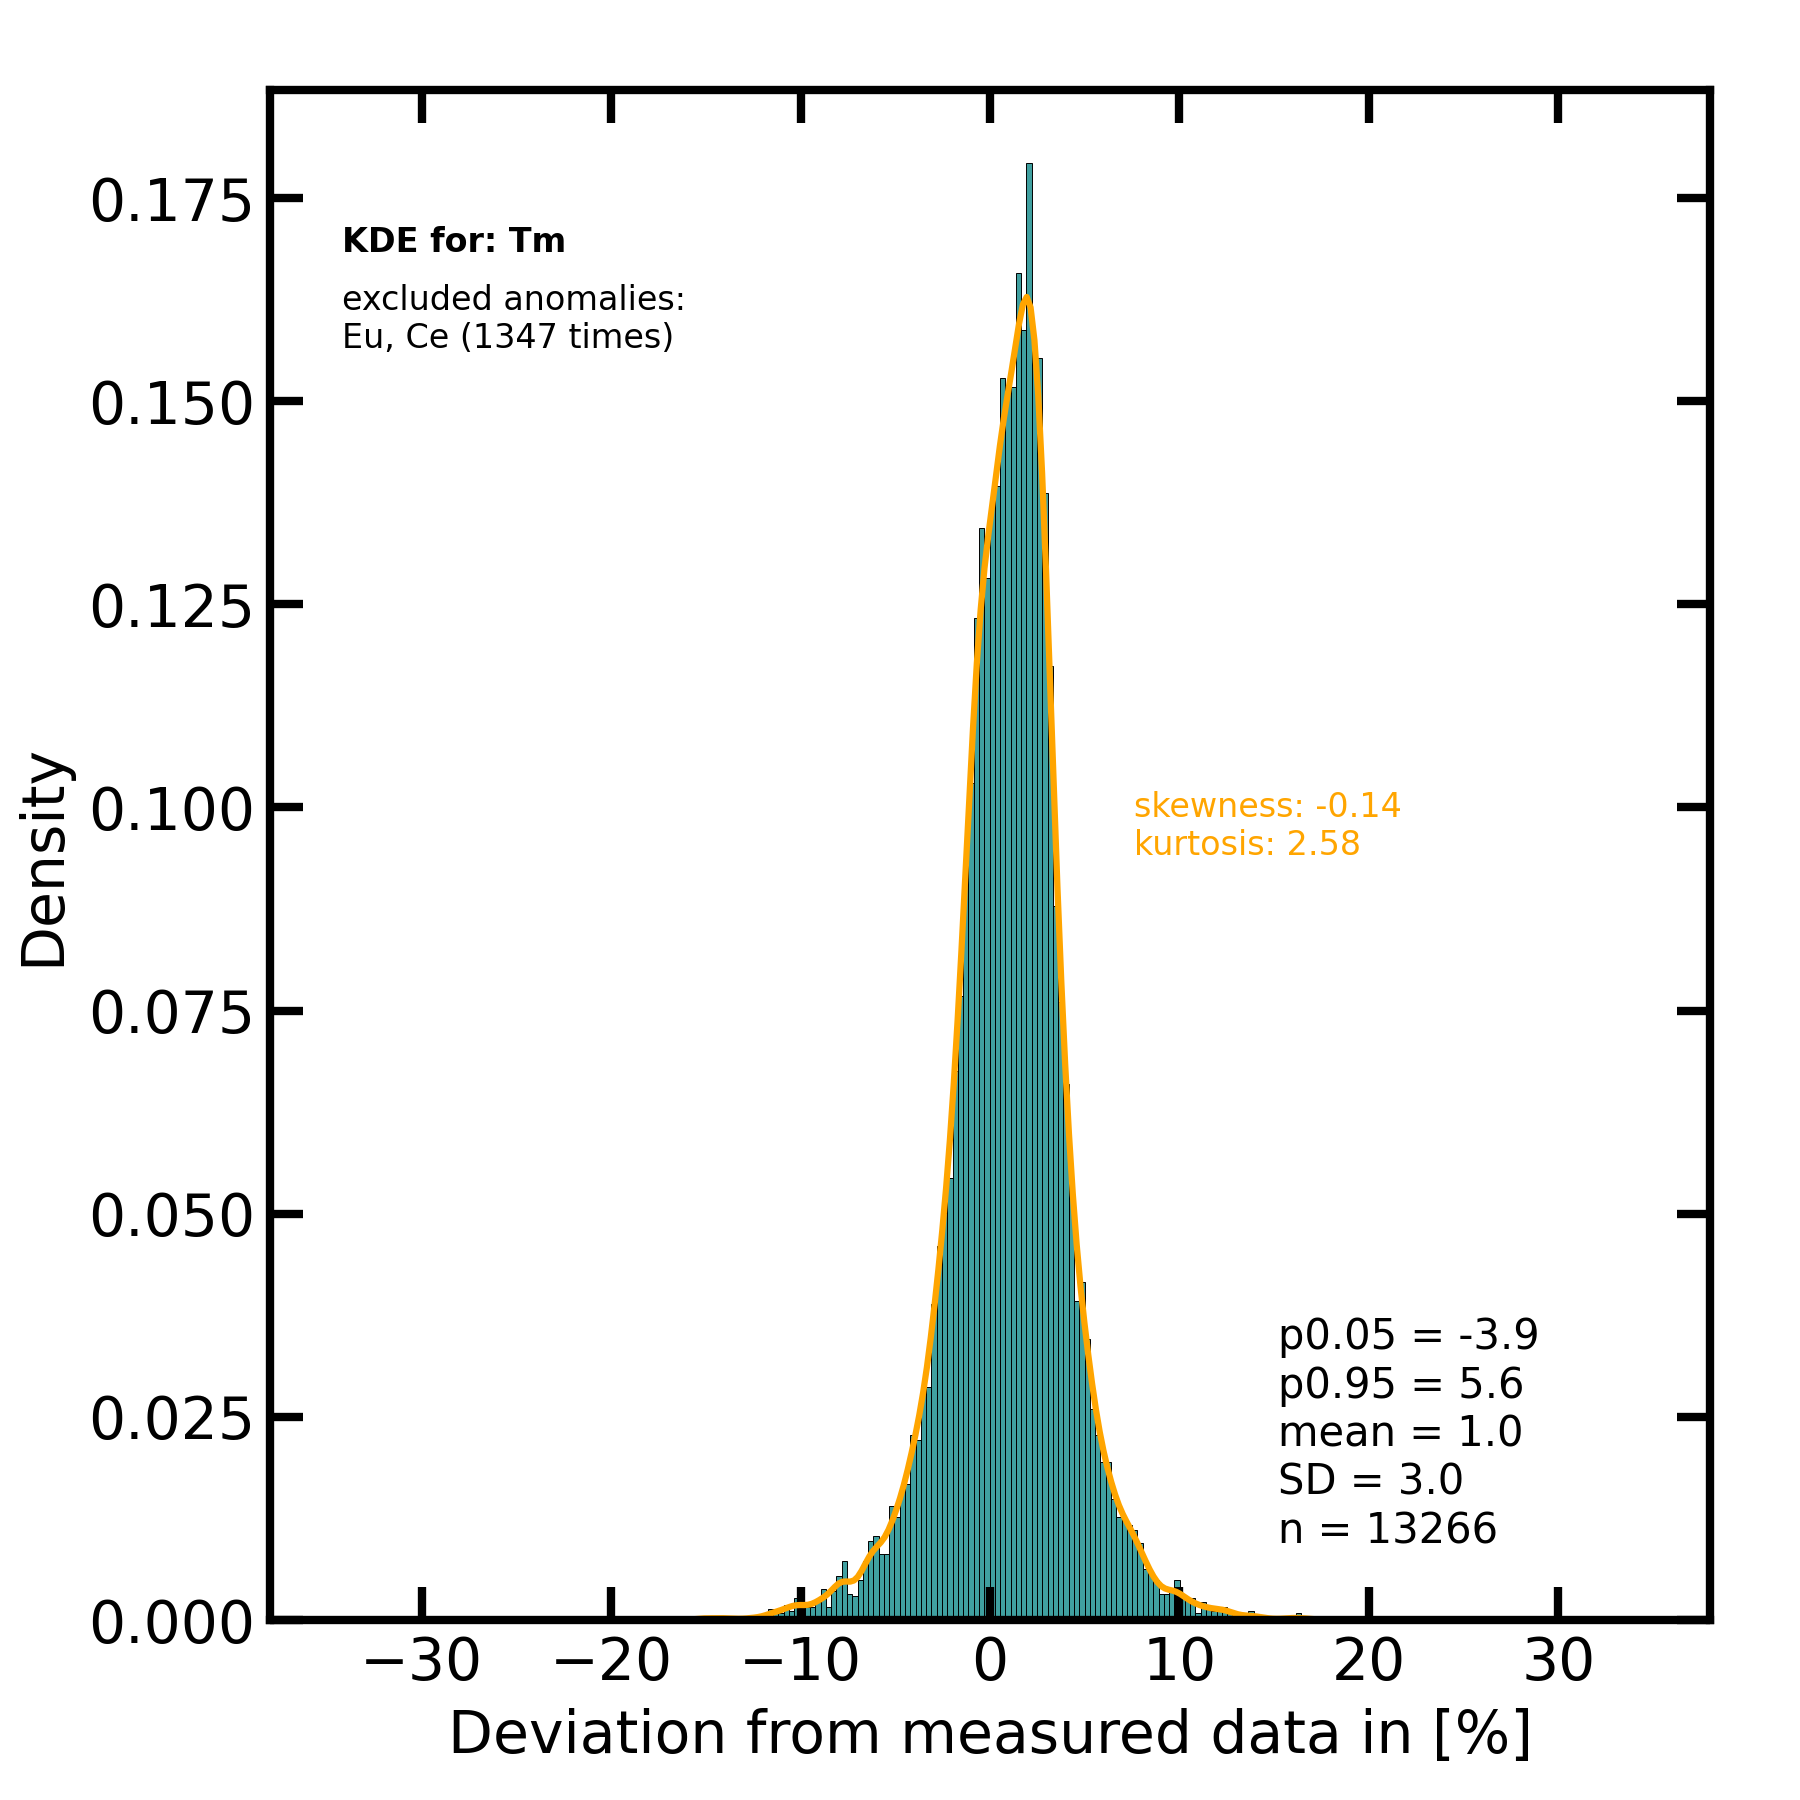 KDE for: Tm
excluded anomalies:
Eu, Ce (1347 times)
skewness: -0.14
kurtosis: 2.58
p0.05 = -3.9
p0.95 = 5.6
mean = 1.0
SD = 3.0
n = 13266
Density
0.175
0.150
0.125
0.100
0.075
0.050
0.025
0.000
−30 −20 −10 0 10 20 30
Deviation from measured data in [%]